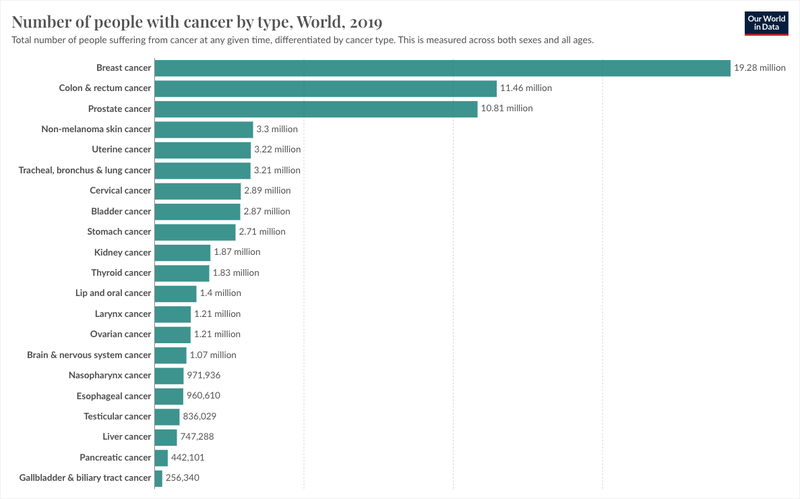 Number of people with cancer by type, World, 2019
Our World
in Data
Total number of people suffering from cancer at any given time, differentiated by cancer type. This is measured across both sexes and all ages.
Breast cancer 19.28 million
Colon & rectum cancer 11.46 million
Prostate cancer 10.81 million
Non-melanoma skin cancer 3.3 million
Uterine cancer 3.22 million
Tracheal, bronchus & lung cancer 3.21 million
Cervical cancer 2.89 million
Bladder cancer 2.87 million
Stomach cancer 2.71 million
Kidney cancer 1.87 million
Thyroid cancer 1.83 million
Lip and oral cancer 1.4 million
Larynx cancer 1.21 million
Ovarian cancer 1.21 million
Brain & nervous system cancer 1.07 million
Nasopharynx cancer 971,936
Esophageal cancer 960,610
Testicular cancer 836,029
Liver cancer 747,288
Pancreatic cancer 442,101
Gallbladder & biliary tract cancer 256,340